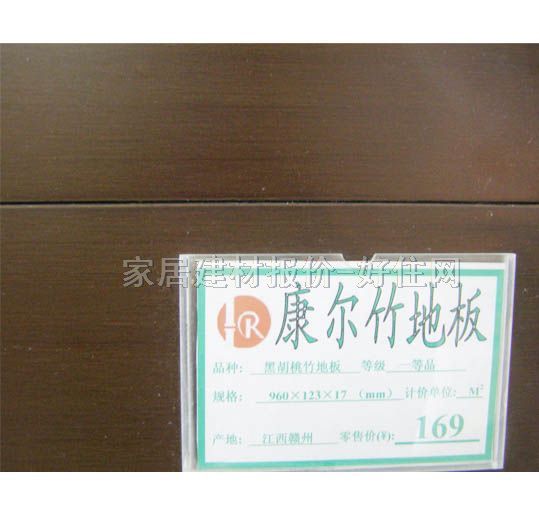 家居建材报价-好住网
HR 康尔竹地板
品种: 黑胡桃竹地板 等级 一等品
规格: 960×123×17 (mm) 计价单位: M²
产地: 江西赣州 零售价(¥): 169